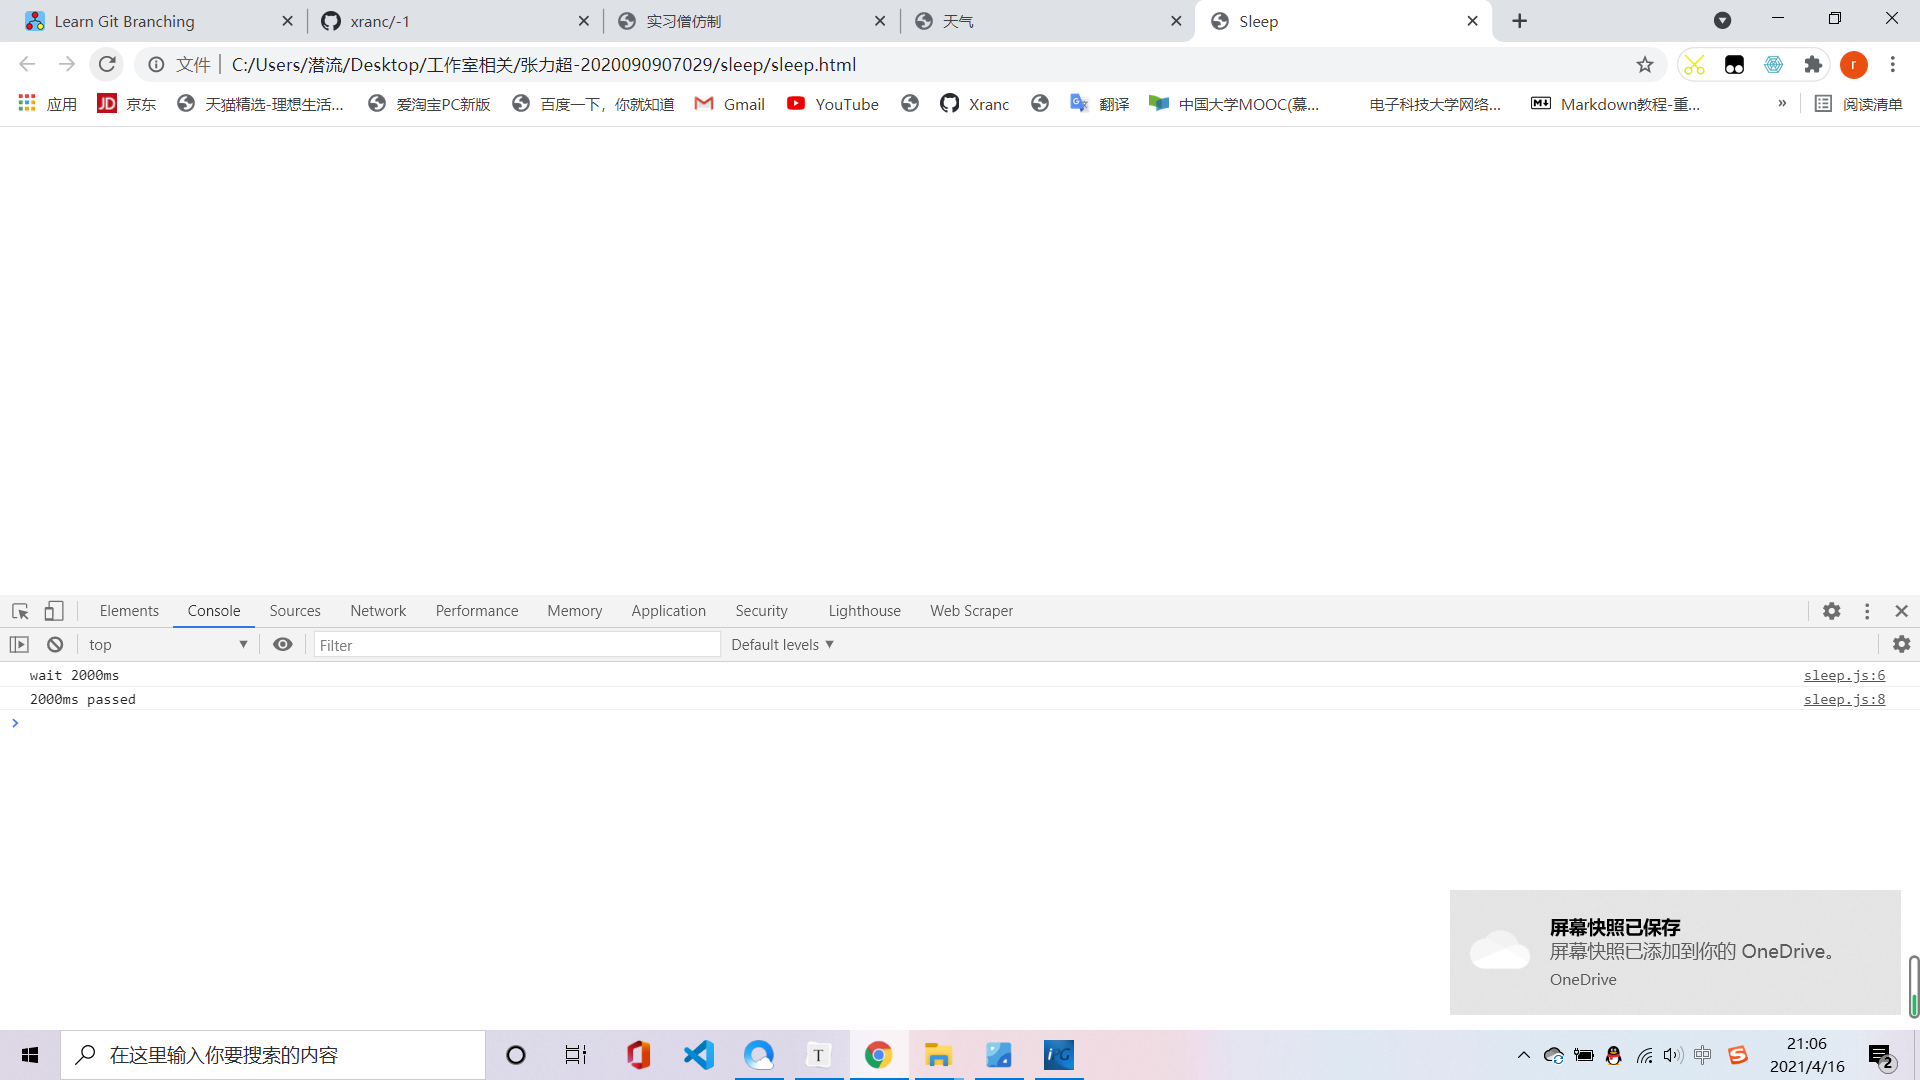 Learn Git Branching
xranc/-1
实习僧仿制
天气
Sleep
文件
C:/Users/潜流/Desktop/工作室相关/张力超-2020090907029/sleep/sleep.html
r
应用
JD
京东
天猫精选-理想生活...
爱淘宝PC新版
百度一下，你就知道
Gmail
YouTube
Xranc
翻译
中国大学MOOC(慕...
电子科技大学网络...
Markdown教程-重...
»
阅读清单
Elements
Console
Sources
Network
Performance
Memory
Application
Security
Lighthouse
Web Scraper
top
Filter
Default levels
wait 2000ms
sleep.js:6
2000ms passed
sleep.js:8
屏幕快照已保存
屏幕快照已添加到你的 OneDrive。
OneDrive
在这里输入你要搜索的内容
T
中
21:06
2021/4/16
2